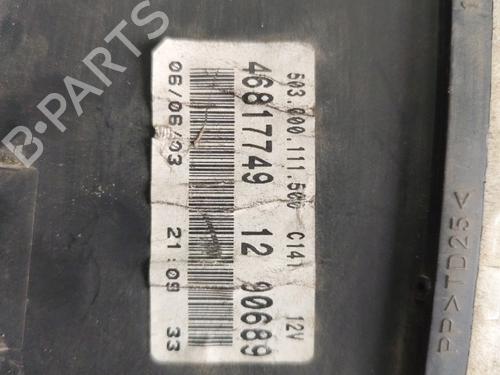 503.000.111.500 C141 12V
46817749 12 90689
06/06/03 21:09 33
PP>TD25<
B-PARTS